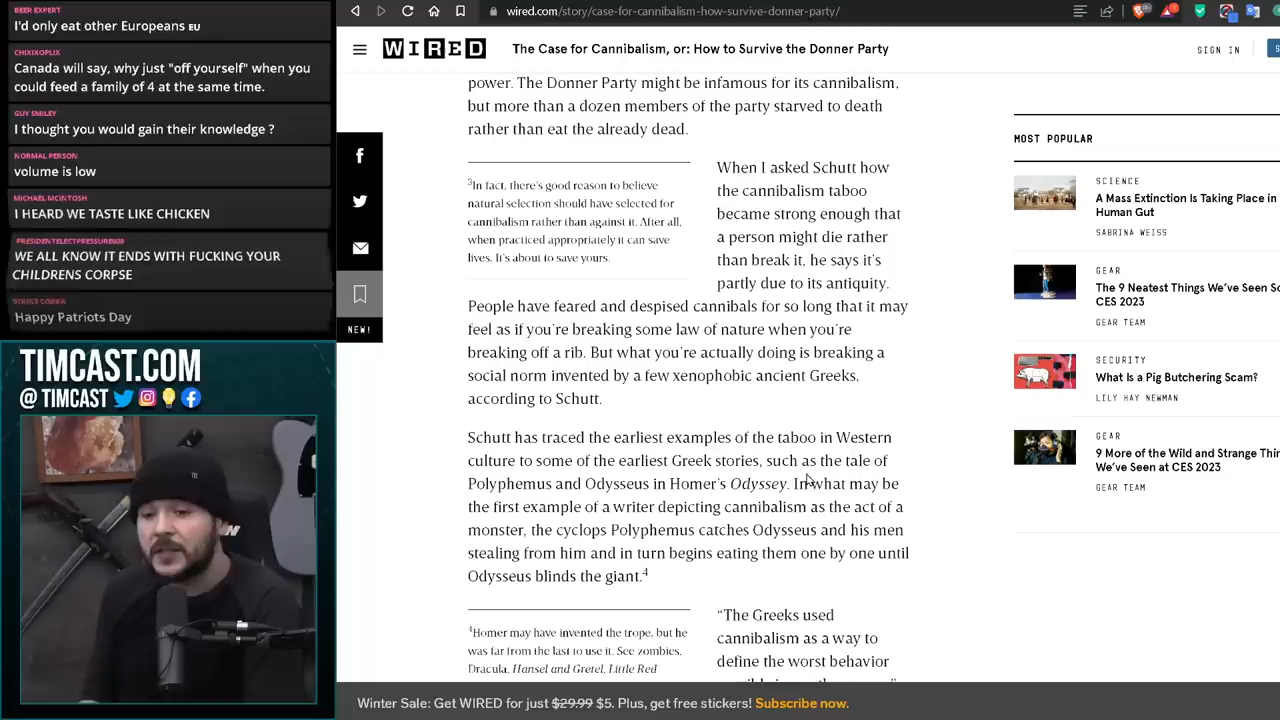 BEER EXPERT
I'd only eat other Europeans EU
CHIXIXOPLIX
Canada will say, why just "off yourself" when you
could feed a family of 4 at the same time.
GUY SMILEY
I thought you would gain their knowledge ?
NORMAL PERSON
volume is low
MICHAEL MCINTOSH
I HEARD WE TASTE LIKE CHICKEN
PRESIDENTELECTPRESSURE609
WE ALL KNOW IT ENDS WITH FUCKING YOUR
CHILDRENS CORPSE
Happy Patriots Day
TIMCAST.COM
@ TIMCAST
wired.com/story/case-for-cannibalism-how-survive-donner-party/
WIRED
The Case for Cannibalism, or: How to Survive the Donner Party
SIGN IN
S
power. The Donner Party might be infamous for its cannibalism,
but more than a dozen members of the party starved to death
rather than eat the already dead.
3In fact, there's good reason to believe
natural selection should have selected for
cannibalism rather than against it. After all,
when practiced appropriately it can save
lives. It's about to save yours.
When I asked Schutt how
the cannibalism taboo
became strong enough that
a person might die rather
than break it, he says it's
partly due to its antiquity.
People have feared and despised cannibals for so long that it may
feel as if you're breaking some law of nature when you're
breaking off a rib. But what you're actually doing is breaking a
social norm invented by a few xenophobic ancient Greeks,
according to Schutt.
Schutt has traced the earliest examples of the taboo in Western
culture to some of the earliest Greek stories, such as the tale of
Polyphemus and Odysseus in Homer's Odyssey. In what may be
the first example of a writer depicting cannibalism as the act of a
monster, the cyclops Polyphemus catches Odysseus and his men
stealing from him and in turn begins eating them one by one until
Odysseus blinds the giant.4
4Homer may have invented the trope, but he
was far from the last to use it. See zombies,
Dracula, Hansel and Gretel, Little Red
"The Greeks used
cannibalism as a way to
define the worst behavior
NEW!
MOST POPULAR
SCIENCE
A Mass Extinction Is Taking Place in
Human Gut
SABRINA WEISS
GEAR
The 9 Neatest Things We've Seen So
CES 2023
GEAR TEAM
SECURITY
What Is a Pig Butchering Scam?
LILY HAY NEWMAN
GEAR
9 More of the Wild and Strange Thin
We've Seen at CES 2023
GEAR TEAM
Winter Sale: Get WIRED for just $29.99 $5. Plus, get free stickers! Subscribe now.